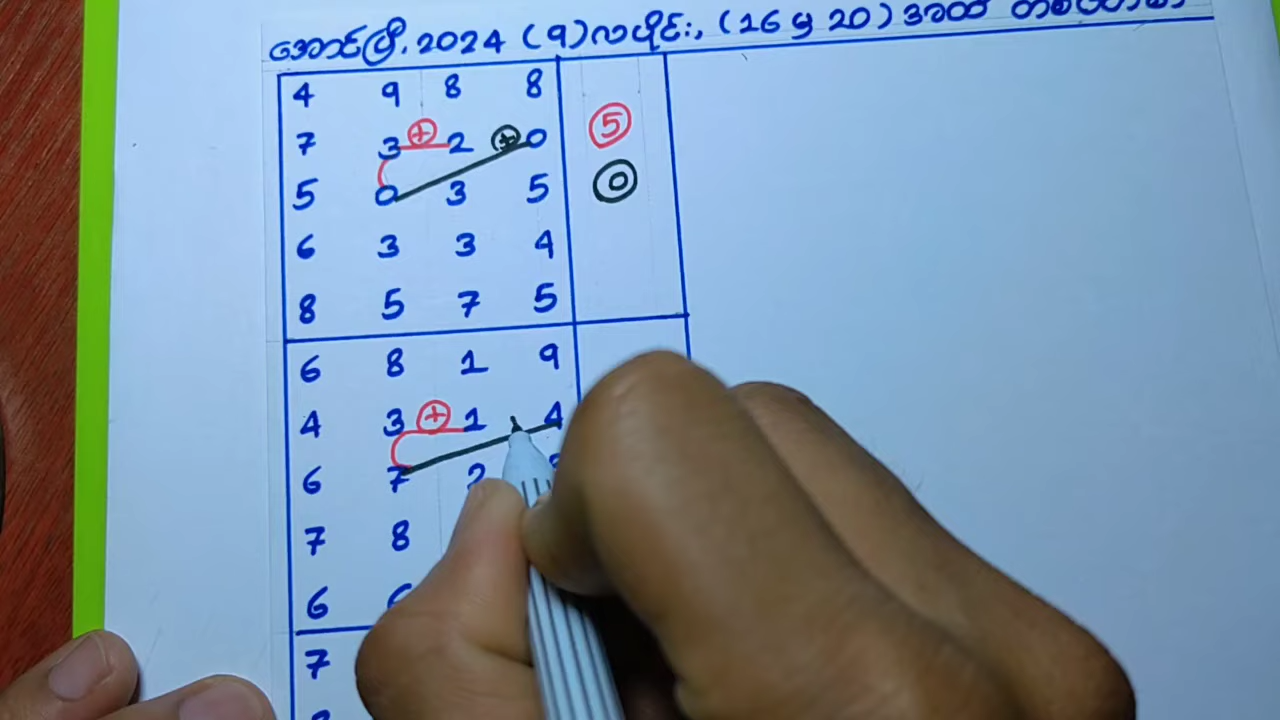 အောင်ပြီ. 2024 (၅)လပိုင်း, (16 မှ 20) အထိ
4 9 8 8
7 3 + 2 + 0 5
5 0 3 5 0
6 3 3 4
8 5 7 5
6 8 1 9
4 3 + 1 4
6 7 2
7 8
6
7